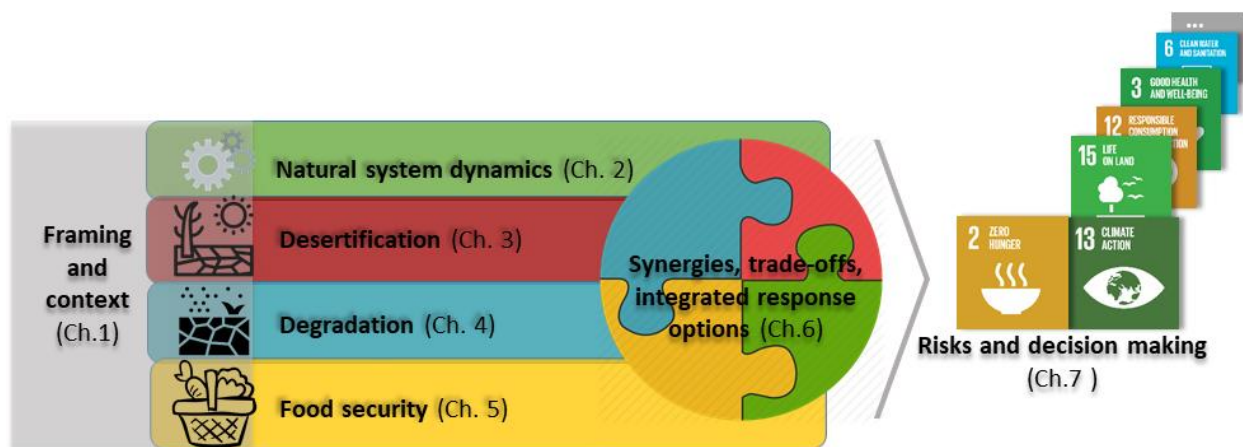 Framing
and
context
(Ch.1)
Natural system dynamics (Ch. 2)
Desertification (Ch. 3)
Degradation (Ch. 4)
Food security (Ch. 5)
Synergies, trade-offs,
integrated response
options (Ch.6)
...
6 CLEAN WATER
AND SANITATION
3 GOOD HEALTH
AND WELL-BEING
12 RESPONSIBLE
CONSUMPTION
15 LIFE
ON LAND
2 ZERO
HUNGER
13 CLIMATE
ACTION
Risks and decision making
(Ch.7 )